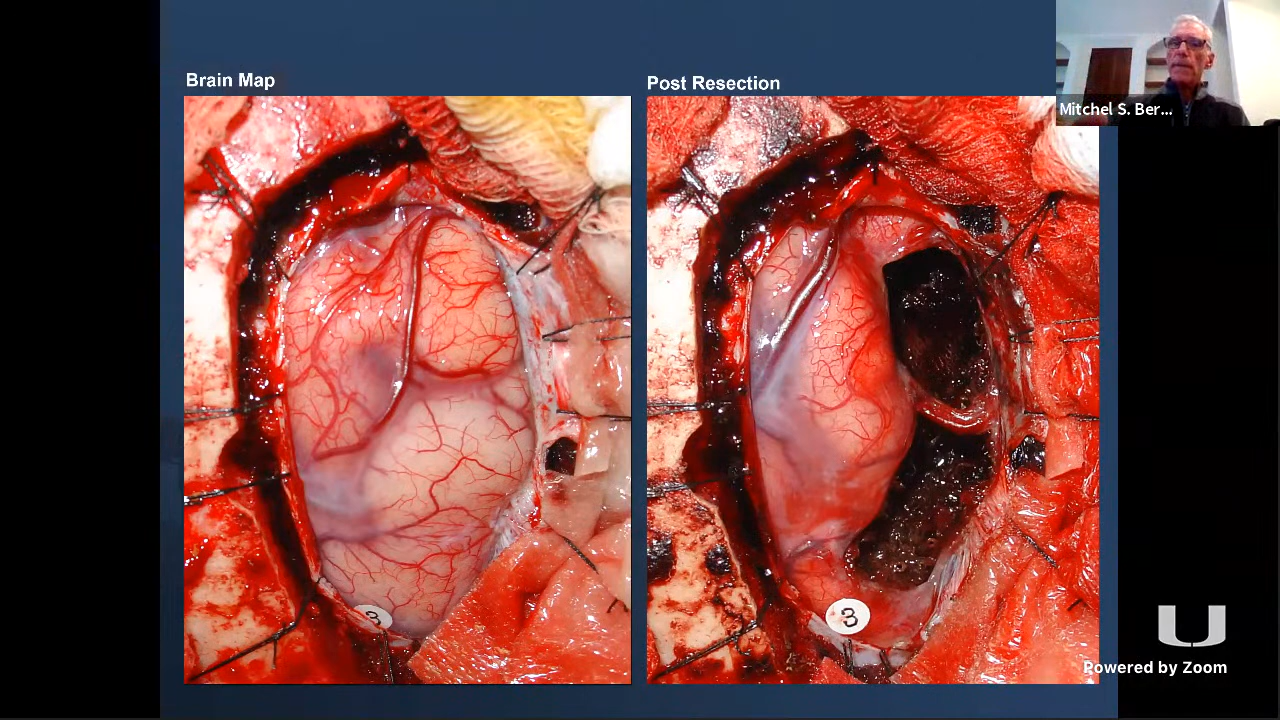 Brain Map
Post Resection
Mitchel S. Ber...
3
3
U
Powered by Zoom